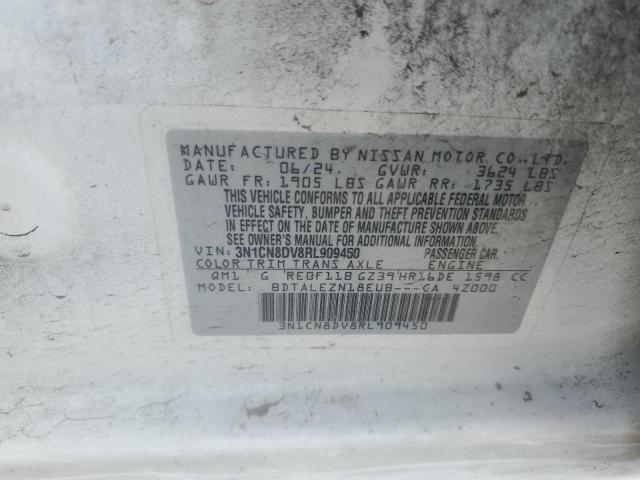 MANUFACTURED BY NISSAN MOTOR CO.,LTD.
DATE: 06/24. GVWR: 3624 LBS
GAWR FR: 1905 LBS GAWR RR: 1735 LBS
THIS VEHICLE CONFORMS TO ALL APPLICABLE FEDERAL MOTOR
VEHICLE SAFETY, BUMPER AND THEFT PREVENTION STANDARDS
IN EFFECT ON THE DATE OF MANUFACTURE SHOWN ABOVE.
SEE OWNER'S MANUAL FOR ADDITIONAL INFORMATION.
VIN: 3N1CN8DV8RL909450 PASSENGER CAR.
COLOR TRIM TRANS AXLE ENGINE
QM1 G RE0F11B GZ39 HR16DE 1598 CC
MODEL: BDTALEZN18EUB---CA 4Z000
3N1CN8DV8RL909450